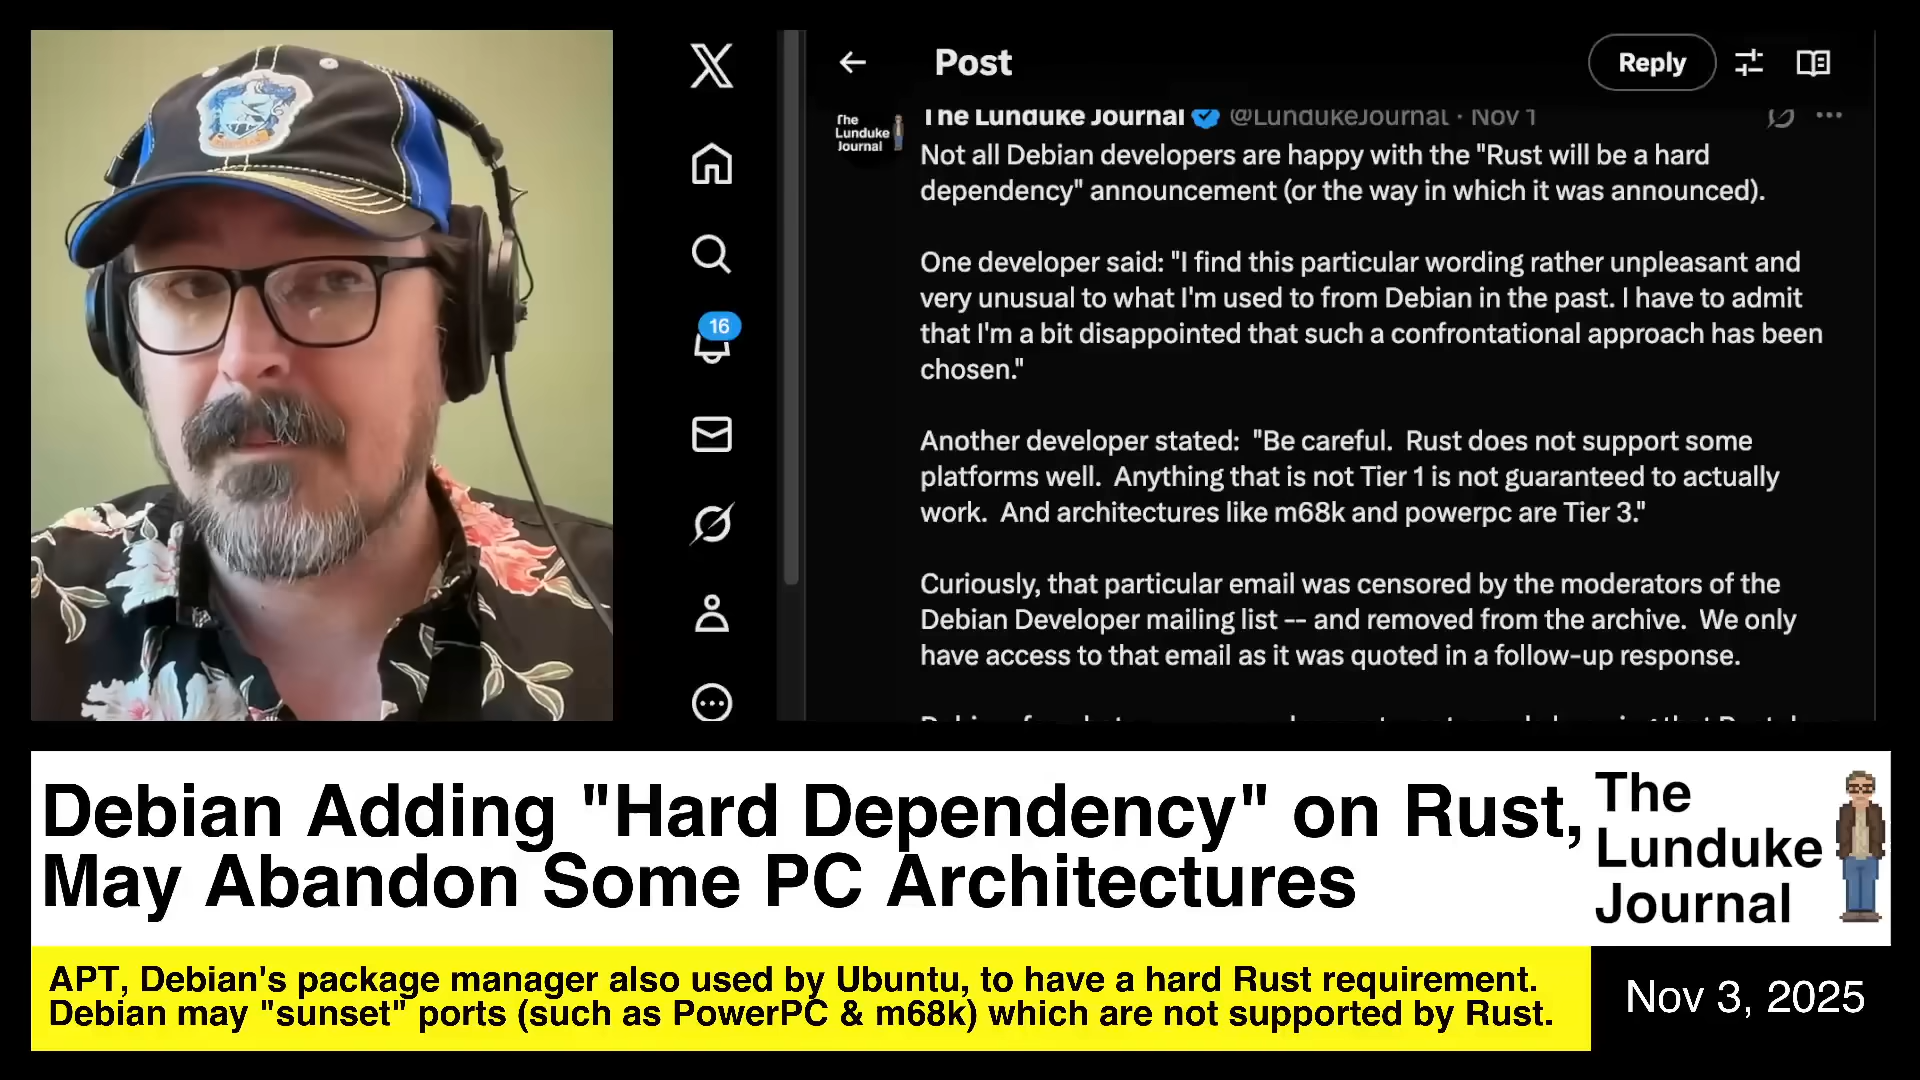 Post
Reply
The Lunduke Journal @LundukeJournal · Nov 1
The
Lunduke
Journal
Not all Debian developers are happy with the "Rust will be a hard
dependency" announcement (or the way in which it was announced).
One developer said: "I find this particular wording rather unpleasant and
very unusual to what I'm used to from Debian in the past. I have to admit
that I'm a bit disappointed that such a confrontational approach has been
chosen."
Another developer stated:  "Be careful.  Rust does not support some
platforms well.  Anything that is not Tier 1 is not guaranteed to actually
work.  And architectures like m68k and powerpc are Tier 3."
Curiously, that particular email was censored by the moderators of the
Debian Developer mailing list -- and removed from the archive.  We only
have access to that email as it was quoted in a follow-up response.
16
Debian Adding "Hard Dependency" on Rust,
May Abandon Some PC Architectures
The
Lunduke
Journal
APT, Debian's package manager also used by Ubuntu, to have a hard Rust requirement.
Debian may "sunset" ports (such as PowerPC & m68k) which are not supported by Rust.
Nov 3, 2025